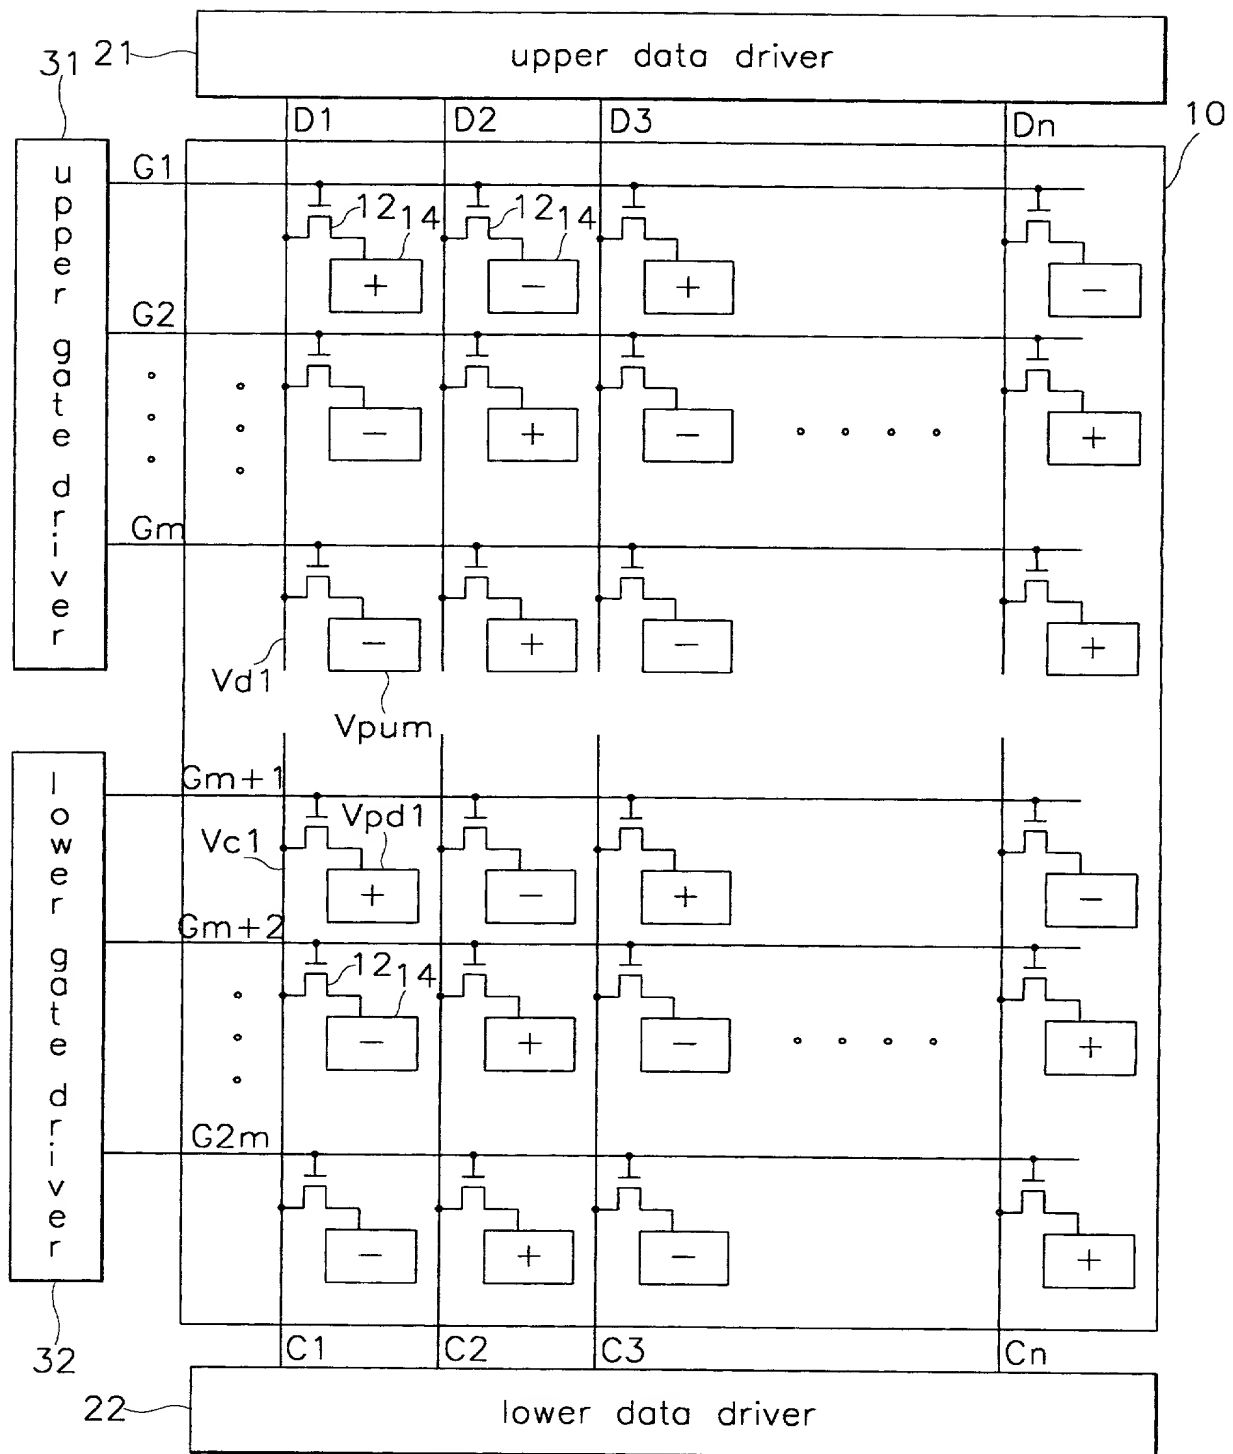 21
upper data driver
31
D1 D2 D3 Dn
10
upper gate driver
G1
12 14 12 14
+ − + −
G2
− + − +
Gm
− + − +
Vd1
Vpum
lower gate driver
Gm+1
Vc1
Vpd1
+ − + −
Gm+2
12 14
− + − +
G2m
− + − +
32
C1 C2 C3 Cn
22
lower data driver